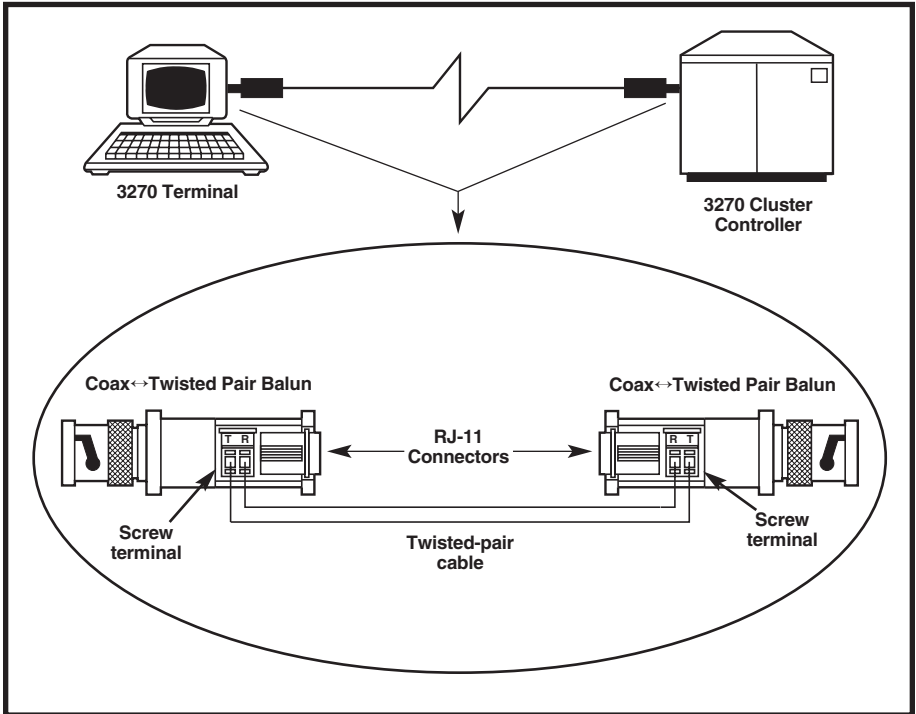 3270 Terminal
3270 Cluster
Controller
Coax↔Twisted Pair Balun
Coax↔Twisted Pair Balun
T R
RJ-11
Connectors
R T
Screw
terminal
Twisted-pair
cable
Screw
terminal